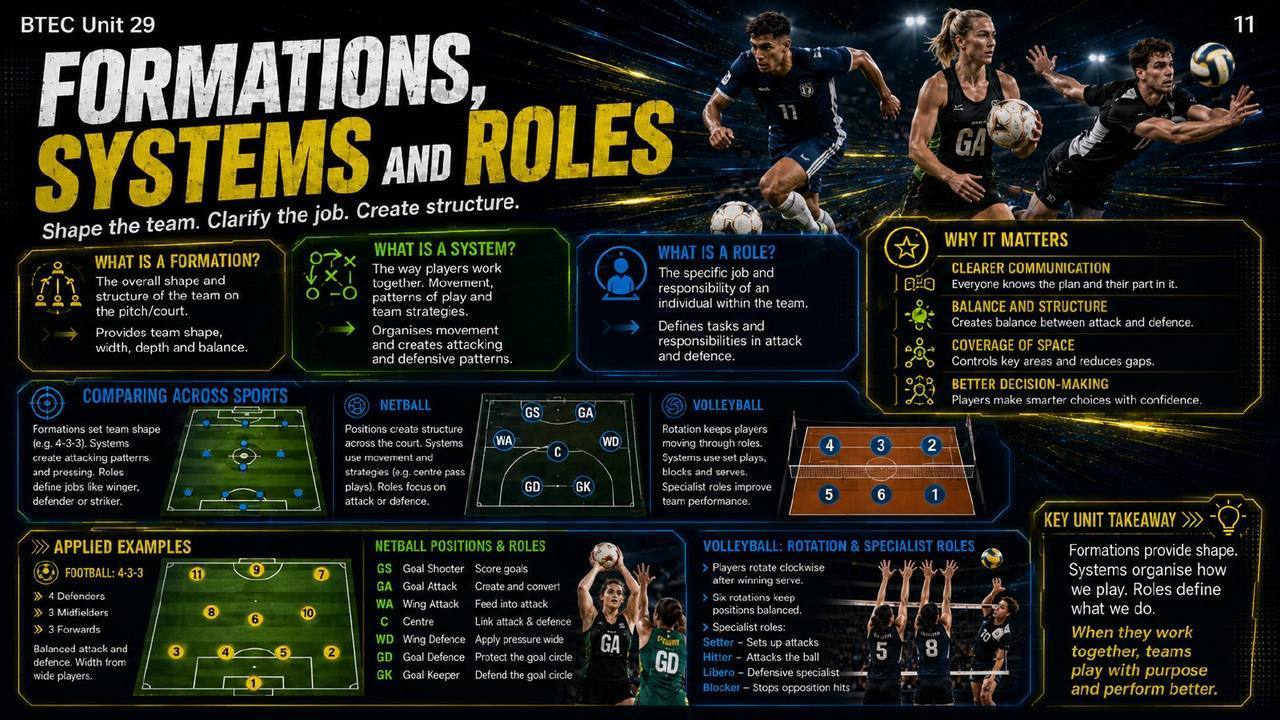 BTEC Unit 29
11
FORMATIONS,
SYSTEMS AND ROLES
Shape the team. Clarify the job. Create structure.
11
GA
WHAT IS A FORMATION?
The overall shape and
structure of the team on
the pitch/court.
Provides team shape,
width, depth and balance.
WHAT IS A SYSTEM?
The way players work
together. Movement,
patterns of play and
team strategies.
Organises movement
and creates attacking
and defensive patterns.
WHAT IS A ROLE?
The specific job and
responsibility of an
individual within the team.
Defines tasks and
responsibilities in attack
and defence.
WHY IT MATTERS
CLEARER COMMUNICATION
Everyone knows the plan and their part in it.
BALANCE AND STRUCTURE
Creates balance between attack and defence.
COVERAGE OF SPACE
Controls key areas and reduces gaps.
BETTER DECISION-MAKING
Players make smarter choices with confidence.
COMPARING ACROSS SPORTS
Formations set team shape
(e.g. 4-3-3). Systems
create attacking patterns
and pressing. Roles
define jobs like winger,
defender or striker.
NETBALL
Positions create structure
across the court. Systems
use movement and
strategies (e.g. centre pass
plays). Roles focus on
attack or defence.
GS GA
WA WD
C
GD GK
VOLLEYBALL
Rotation keeps players
moving through roles.
Systems use set plays,
blocks and serves.
Specialist roles improve
team performance.
4 3 2
5 6 1
APPLIED EXAMPLES
FOOTBALL: 4-3-3
4 Defenders
3 Midfielders
3 Forwards
Balanced attack and
defence. Width from
wide players.
11 9 7
8 6 10
3 4 5 2
1
NETBALL POSITIONS & ROLES
GS Goal Shooter Score goals
GA Goal Attack Create and convert
WA Wing Attack Feed into attack
C Centre Link attack & defence
WD Wing Defence Apply pressure wide
GD Goal Defence Protect the goal circle
GK Goal Keeper Defend the goal circle
GA
GD
VOLLEYBALL: ROTATION & SPECIALIST ROLES
Players rotate clockwise
after winning serve.
Six rotations keep
positions balanced.
Specialist roles:
Setter – Sets up attacks
Hitter – Attacks the ball
Libero – Defensive specialist
Blocker – Stops opposition hits
5 8 10
KEY UNIT TAKEAWAY
Formations provide shape.
Systems organise how
we play. Roles define
what we do.
When they work
together, teams
play with purpose
and perform better.